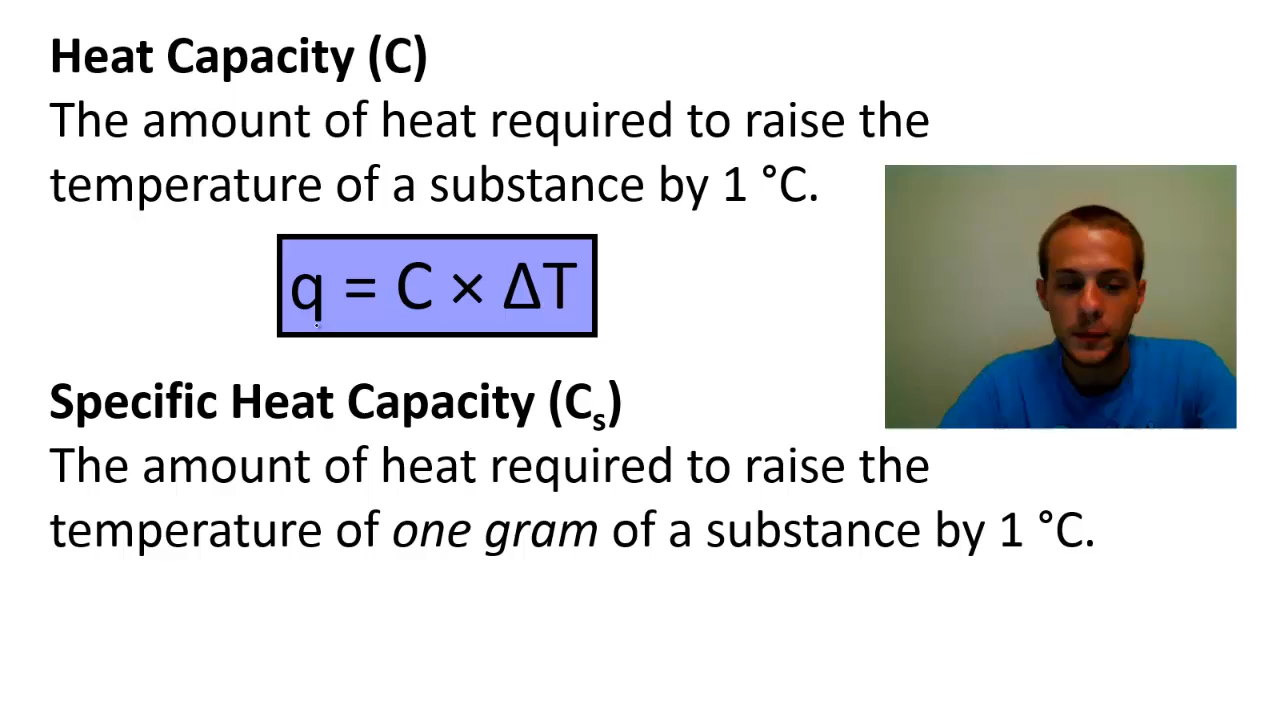 Heat Capacity (C)
The amount of heat required to raise the
temperature of a substance by 1 °C.
q = C × ΔT
Specific Heat Capacity (Cₛ)
The amount of heat required to raise the
temperature of one gram of a substance by 1 °C.